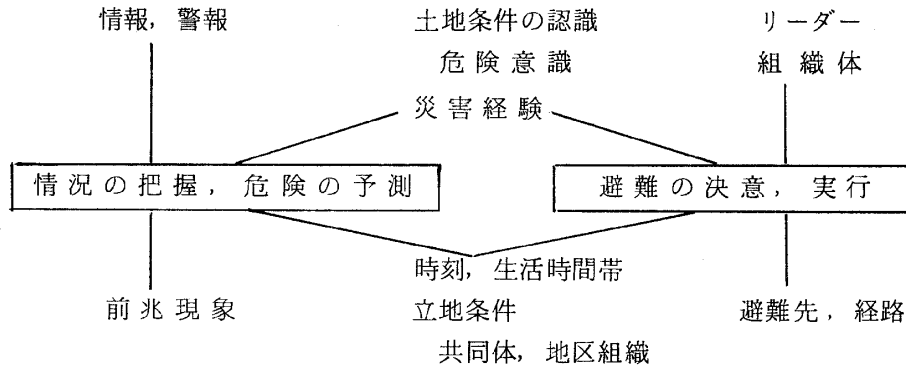 情報，警報
土地条件の認識
危険意識
災害経験
リーダー
組織体
情況の把握，危険の予測
避難の決意，実行
前兆現象
時刻，生活時間帯
立地条件
共同体，地区組織
避難先，経路